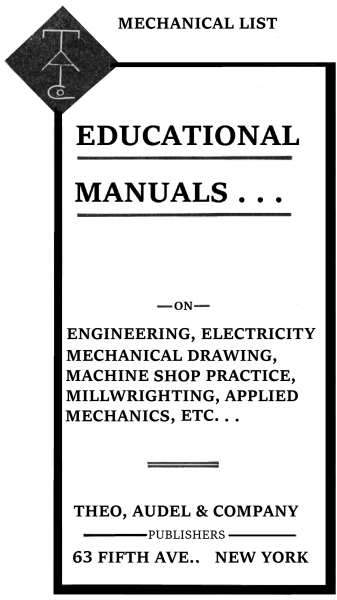 MECHANICAL LIST
EDUCATIONAL
MANUALS . . .
—ON—
ENGINEERING, ELECTRICITY
MECHANICAL DRAWING,
MACHINE SHOP PRACTICE,
MILLWRIGHTING, APPLIED
MECHANICS, ETC. . .
THEO, AUDEL & COMPANY
PUBLISHERS
63 FIFTH AVE.. NEW YORK